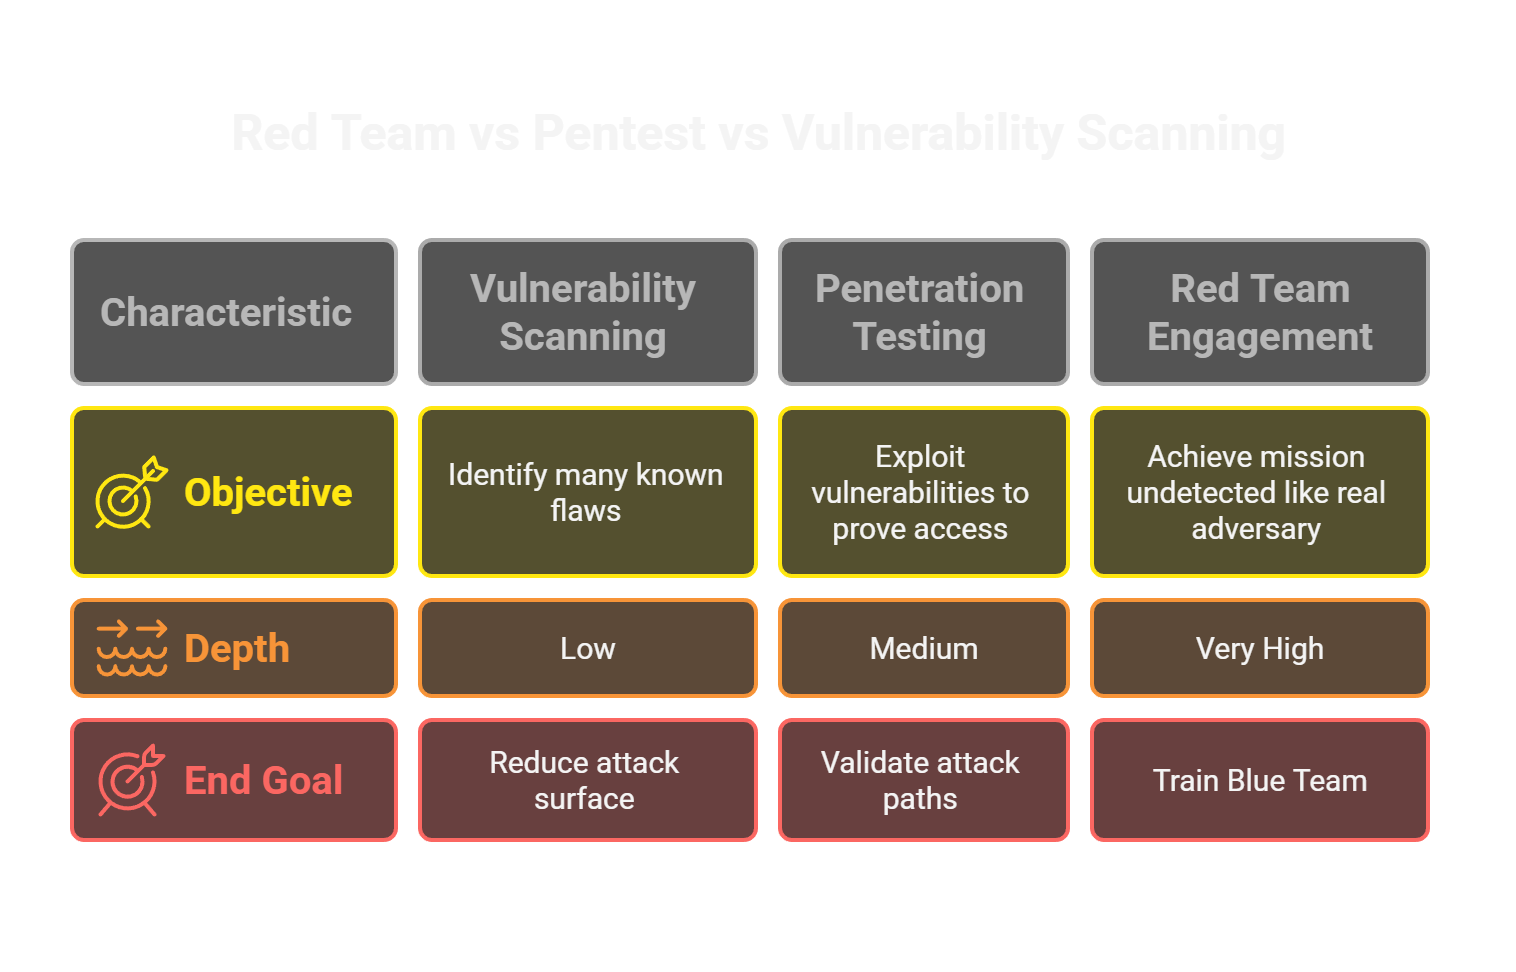 Red Team vs Pentest vs Vulnerability Scanning
Characteristic
Vulnerability
Scanning
Penetration
Testing
Red Team
Engagement
Objective
Identify many known
flaws
Exploit
vulnerabilities to
prove access
Achieve mission
undetected like real
adversary
Depth
Low
Medium
Very High
End Goal
Reduce attack
surface
Validate attack
paths
Train Blue Team